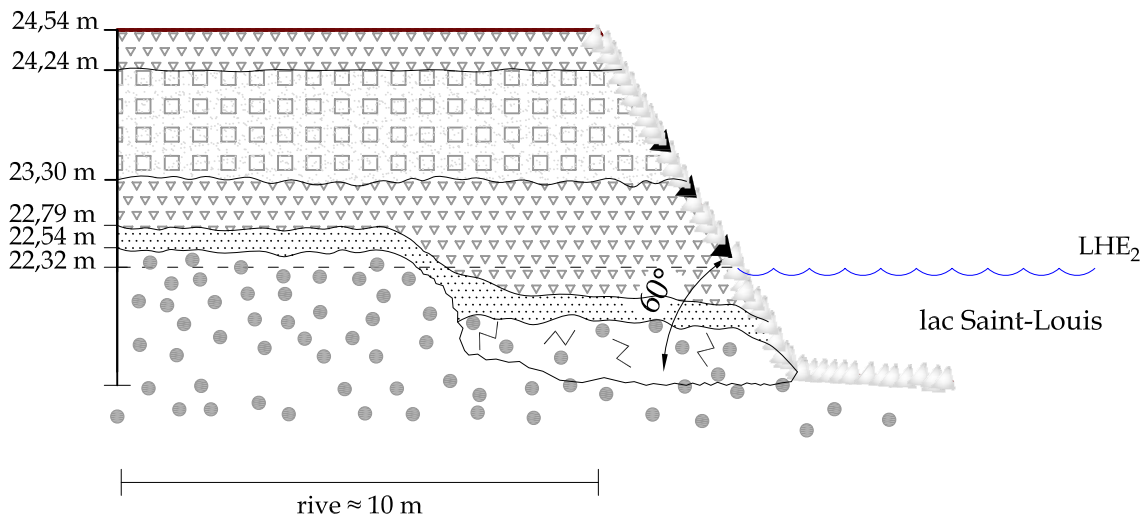 24,54 m
24,24 m
23,30 m
22,79 m
22,54 m
22,32 m
LHE2
60°
lac Saint-Louis
rive ≈ 10 m